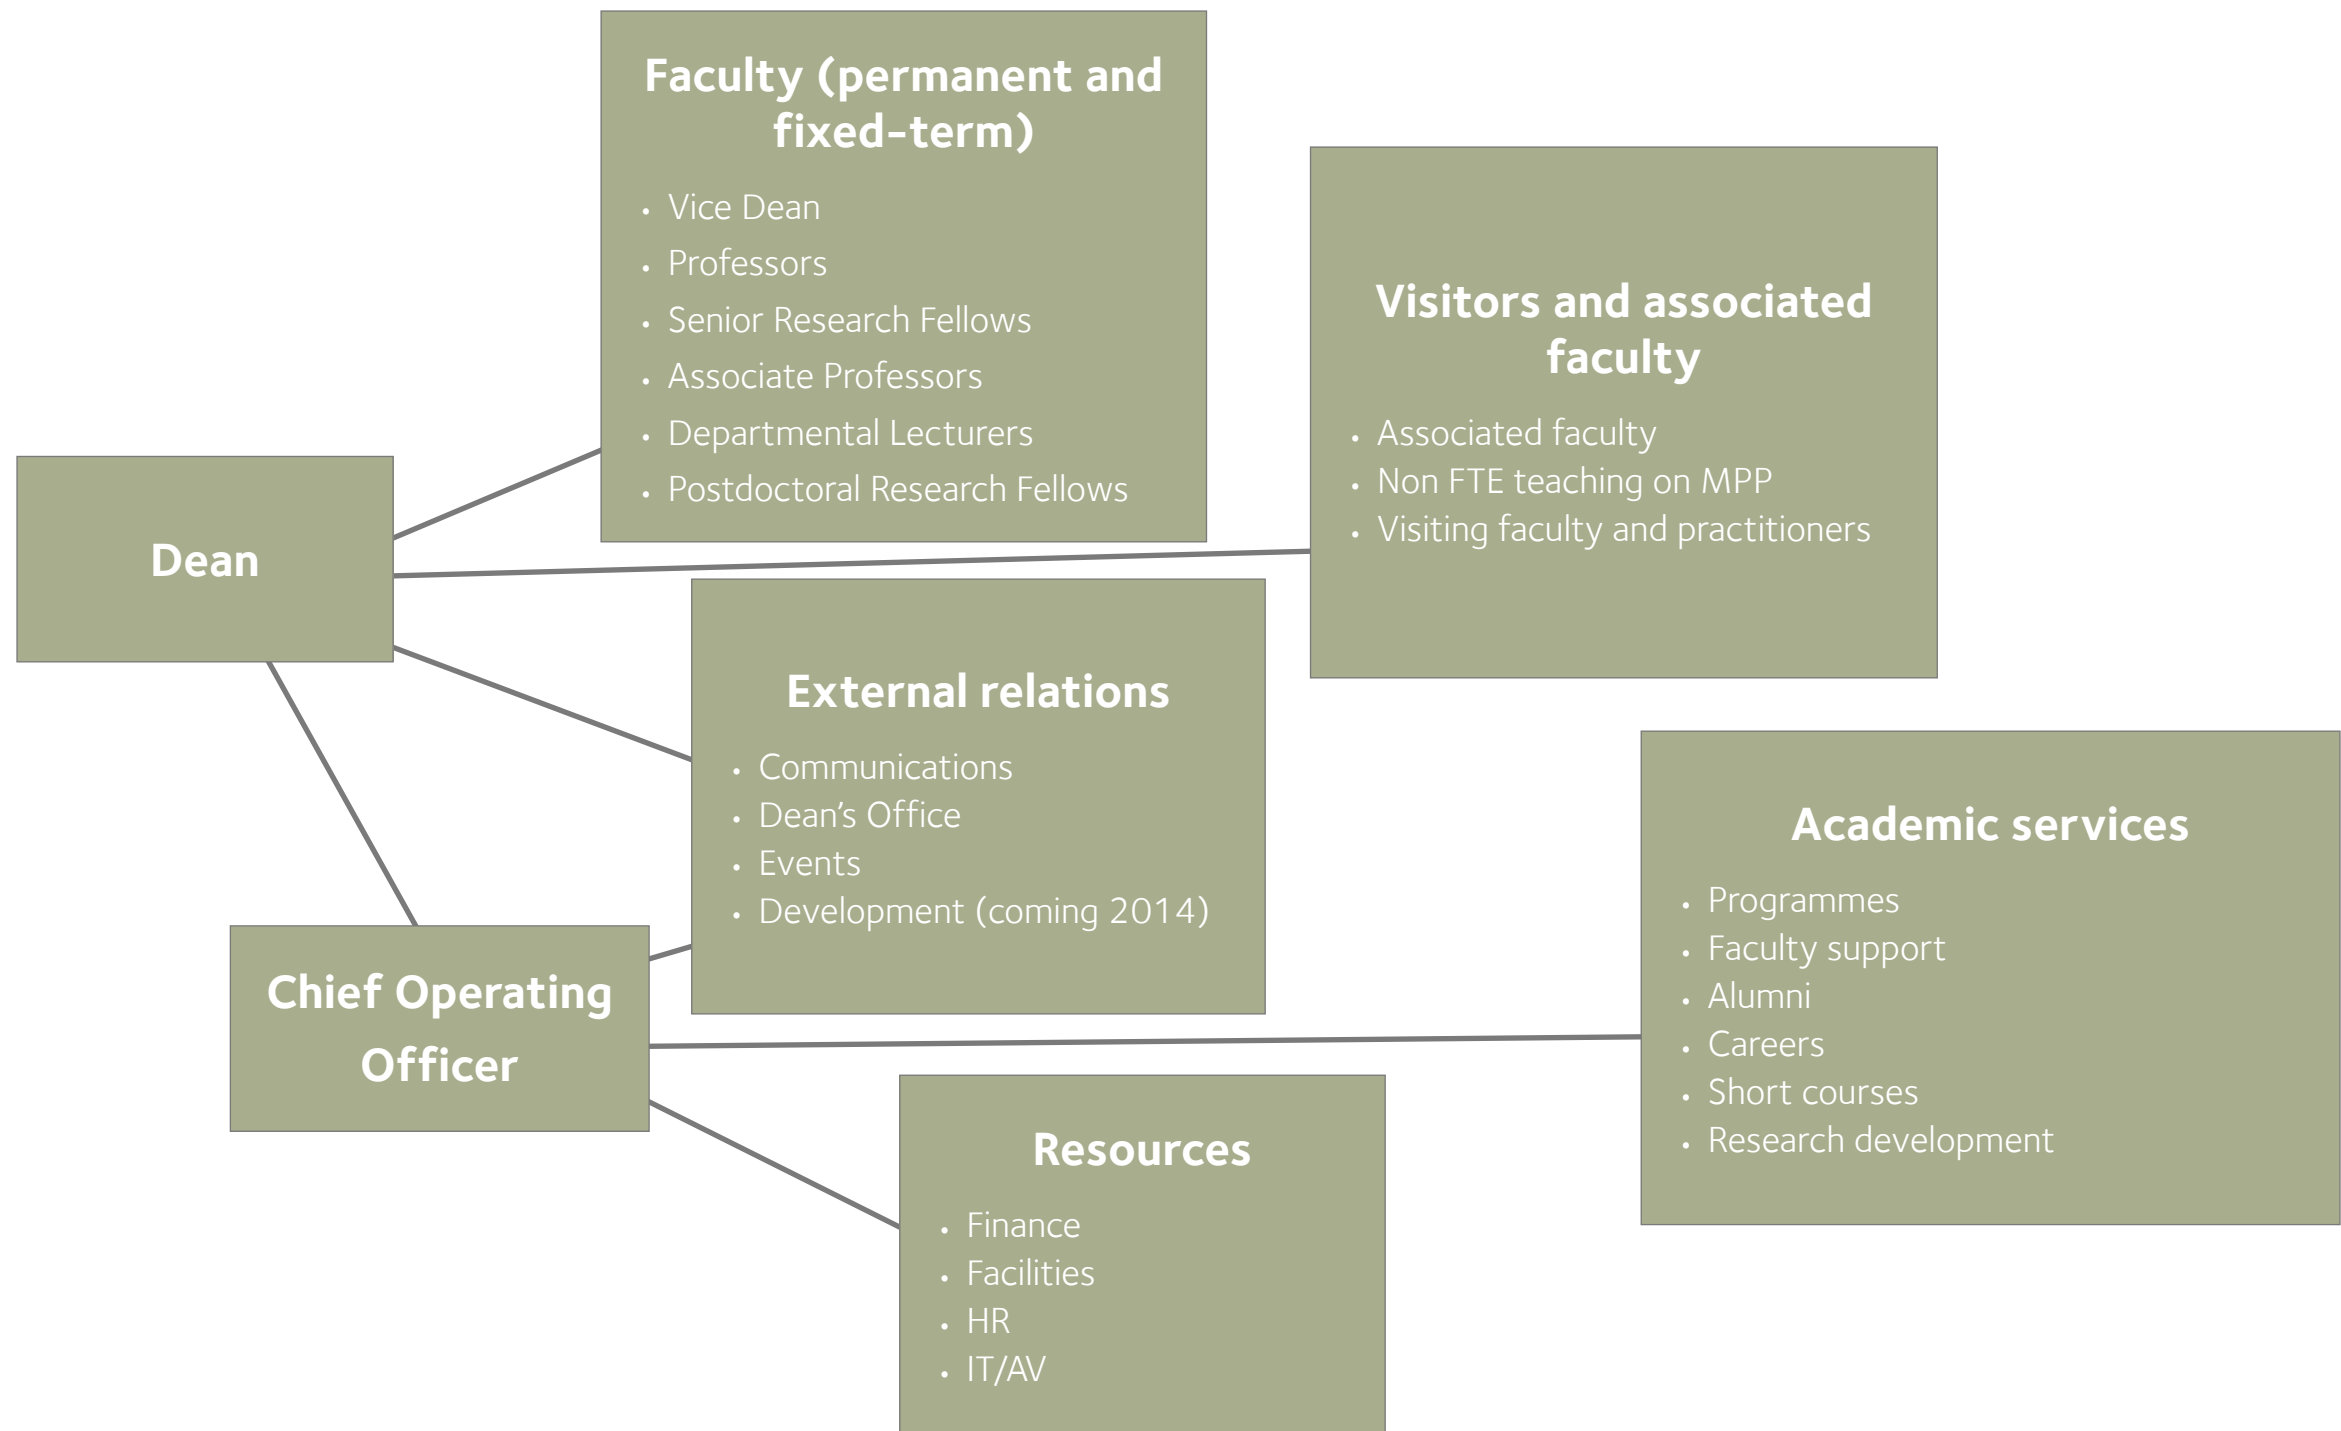 Faculty (permanent and
fixed-term)
• Vice Dean
• Professors
• Senior Research Fellows
• Associate Professors
• Departmental Lecturers
• Postdoctoral Research Fellows
Visitors and associated
faculty
• Associated faculty
• Non FTE teaching on MPP
• Visiting faculty and practitioners
Dean
External relations
• Communications
• Dean’s Office
• Events
• Development (coming 2014)
Academic services
• Programmes
• Faculty support
• Alumni
• Careers
• Short courses
• Research development
Chief Operating
Officer
Resources
• Finance
• Facilities
• HR
• IT/AV